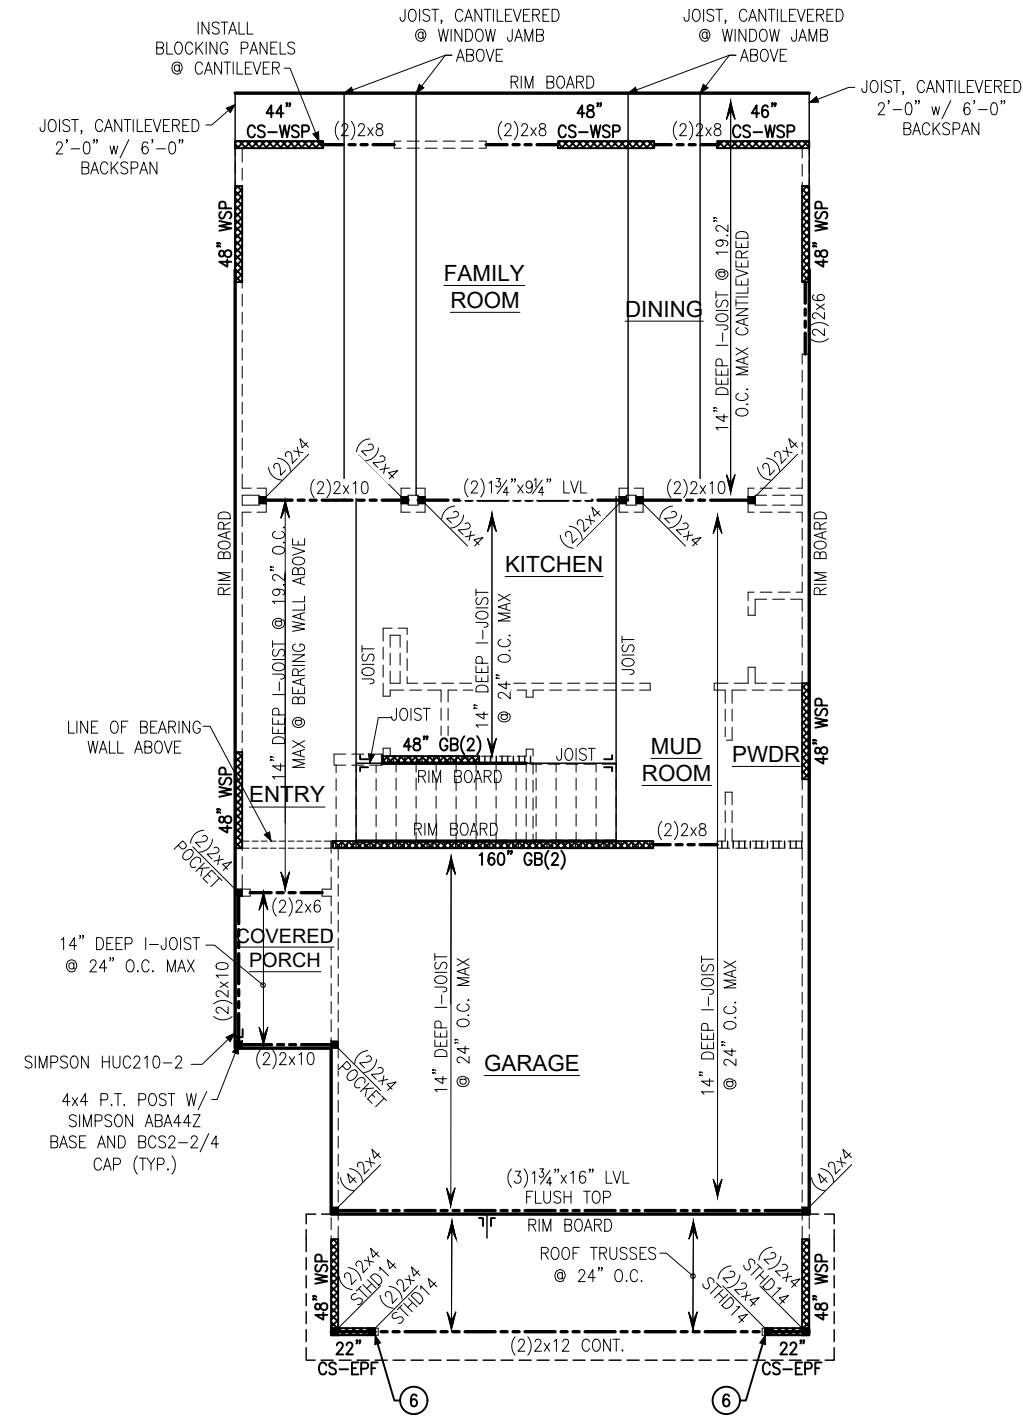 INSTALL
BLOCKING PANELS
@ CANTILEVER
JOIST, CANTILEVERED
@ WINDOW JAMB
ABOVE
JOIST, CANTILEVERED
@ WINDOW JAMB
ABOVE
RIM BOARD
JOIST, CANTILEVERED
2'-0" w/ 6'-0"
BACKSPAN
JOIST, CANTILEVERED
2'-0" w/ 6'-0"
BACKSPAN
44"
CS-WSP
(2)2x8
(2)2x8
48"
CS-WSP
(2)2x8
46"
CS-WSP
48" WSP
48" WSP
FAMILY
ROOM
DINING
14" DEEP I-JOIST @ 19.2"
O.C. MAX CANTILEVERED
(2)2x6
(2)2x4
(2)2x4
(2)2x4
(2)2x10
(2)1¾"x9¼" LVL
(2)2x10
(2)2x4
(2)2x4
(2)2x4
RIM BOARD
RIM BOARD
14" DEEP I-JOIST @ 19.2" O.C.
MAX @ BEARING WALL ABOVE
KITCHEN
14" DEEP I-JOIST
@ 24" O.C. MAX
JOIST
JOIST
JOIST
LINE OF BEARING
WALL ABOVE
48" GB(2)
JOIST
RIM BOARD
MUD
ROOM
PWDR
48" WSP
48" WSP
ENTRY
RIM BOARD
(2)2x8
160" GB(2)
(2)2x4
POCKET
(2)2x6
COVERED
PORCH
14" DEEP I-JOIST
@ 24" O.C. MAX
(2)2x10
14" DEEP I-JOIST
@ 24" O.C. MAX
14" DEEP I-JOIST
@ 24" O.C. MAX
SIMPSON HUC210-2
(2)2x10
(2)2x4
POCKET
GARAGE
4x4 P.T. POST W/
SIMPSON ABA44Z
BASE AND BCS2-2/4
CAP (TYP.)
(4)2x4
(3)1¾"x16" LVL
FLUSH TOP
(4)2x4
RIM BOARD
ROOF TRUSSES
@ 24" O.C.
48" WSP
(2)2x4
STHD14
(2)2x4
STHD14
(2)2x4
STHD14
(2)2x4
STHD14
48" WSP
(2)2x12 CONT.
22"
CS-EPF
22"
CS-EPF
6
6